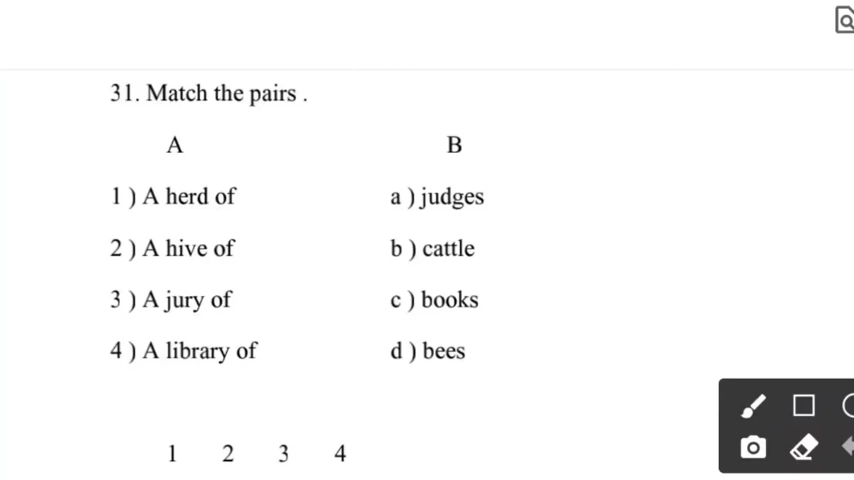 31. Match the pairs .
A B
1 ) A herd of a ) judges
2 ) A hive of b ) cattle
3 ) A jury of c ) books
4 ) A library of d ) bees
1 2 3 4